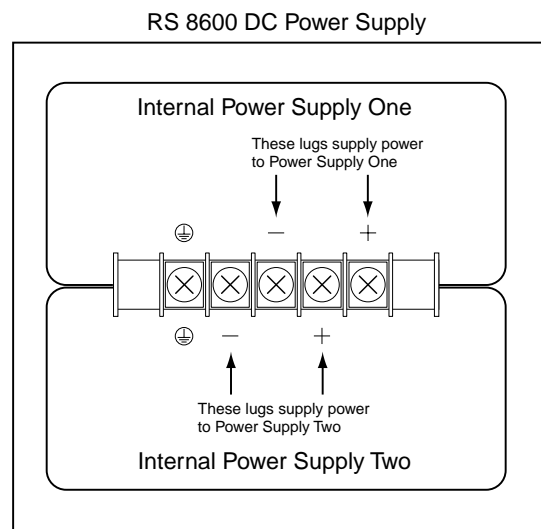 RS 8600 DC Power Supply
Internal Power Supply One
These lugs supply power
to Power Supply One
− +
− +
These lugs supply power
to Power Supply Two
Internal Power Supply Two